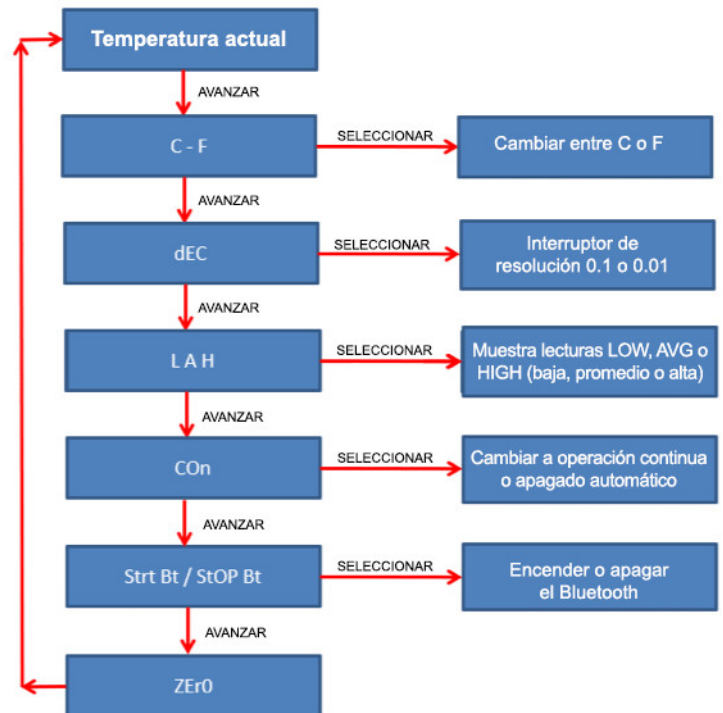 Temperatura actual
AVANZAR
C - F
SELECCIONAR
Cambiar entre C o F
AVANZAR
dEC
SELECCIONAR
Interruptor de
resolución 0.1 o 0.01
AVANZAR
L A H
SELECCIONAR
Muestra lecturas LOW, AVG o
HIGH (baja, promedio o alta)
AVANZAR
COn
SELECCIONAR
Cambiar a operación continua
o apagado automático
AVANZAR
Strt Bt / StOP Bt
SELECCIONAR
Encender o apagar
el Bluetooth
AVANZAR
ZEr0